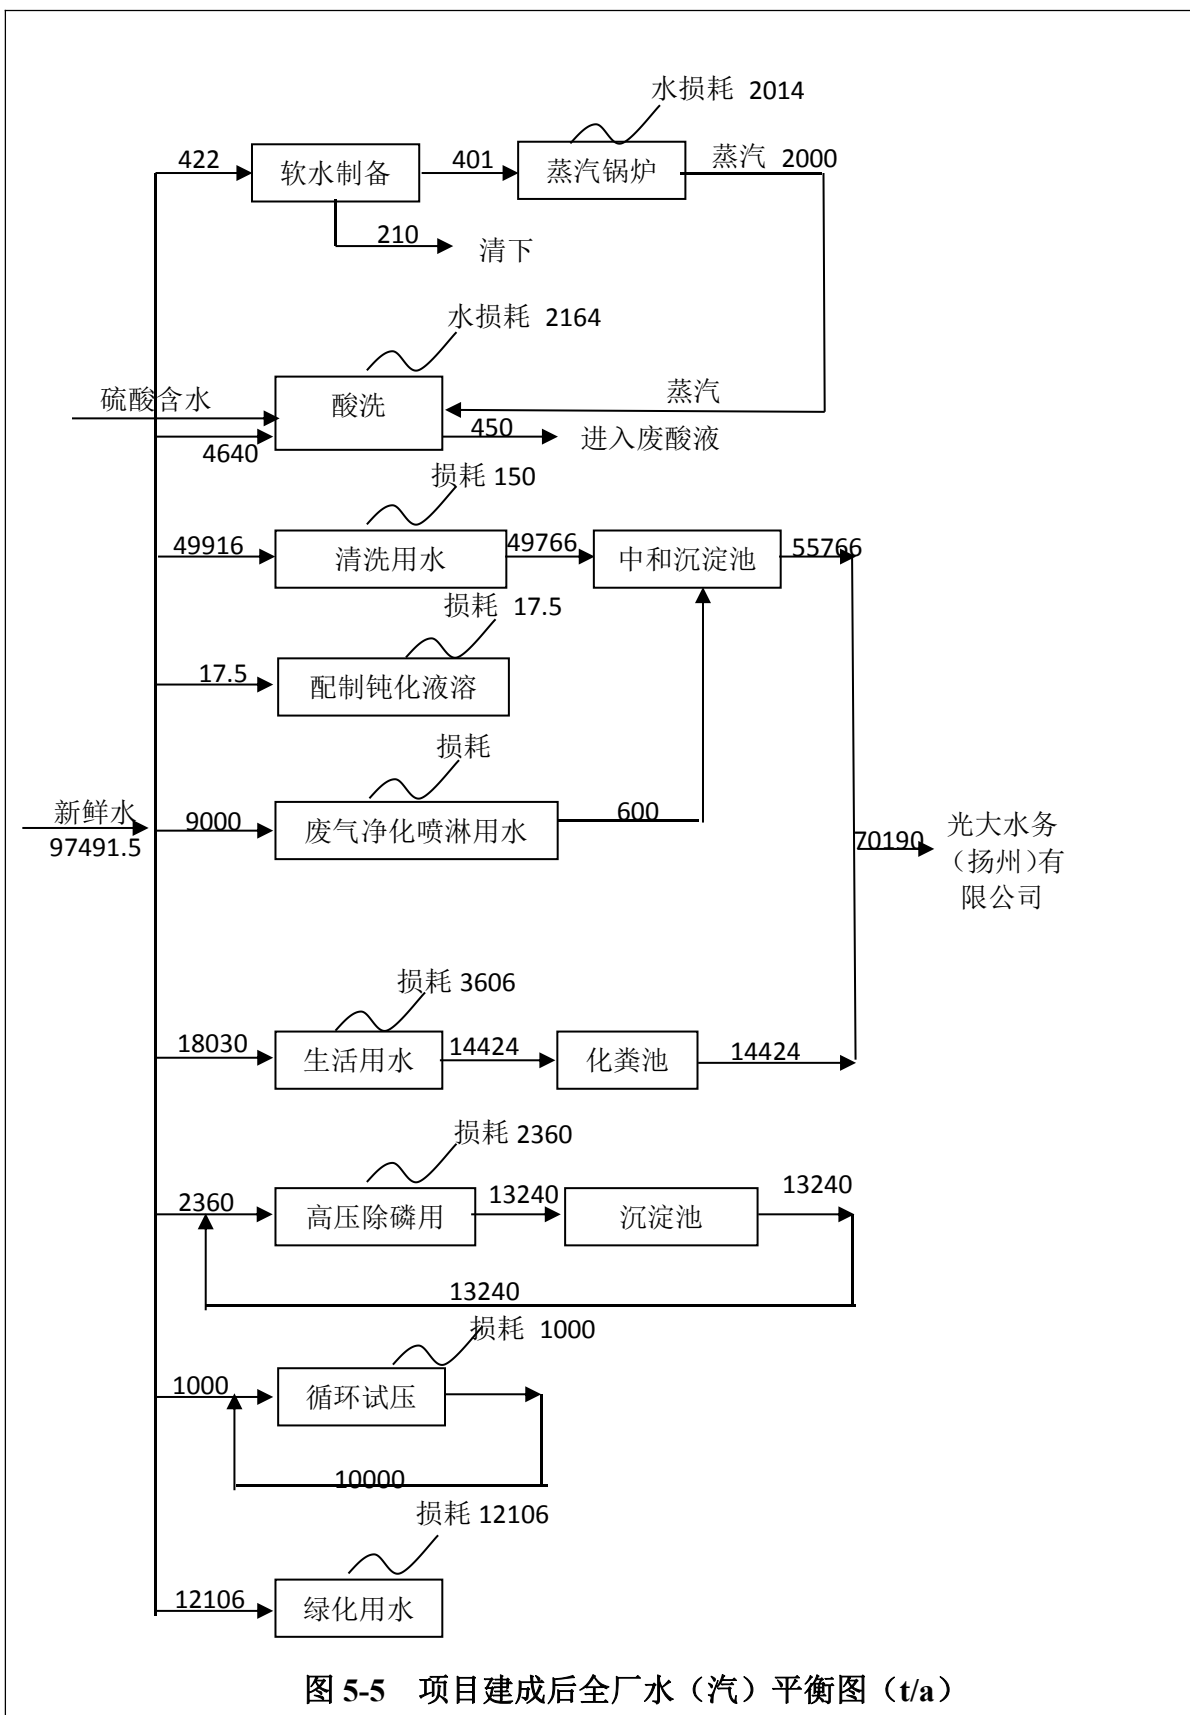 水损耗 2014
422
软水制备
401
蒸汽锅炉
蒸汽 2000
210
清下
水损耗 2164
硫酸含水
酸洗
蒸汽
4640
450
进入废酸液
损耗 150
49916
清洗用水
49766
中和沉淀池
55766
损耗 17.5
17.5
配制钝化液溶
损耗
新鲜水
97491.5
9000
废气净化喷淋用水
600
70190
光大水务
（扬州）有
限公司
损耗 3606
18030
生活用水
14424
化粪池
14424
损耗 2360
2360
高压除磷用
13240
沉淀池
13240
13240
损耗 1000
1000
循环试压
10000
损耗 12106
12106
绿化用水
图 5-5 项目建成后全厂水（汽）平衡图（t/a）